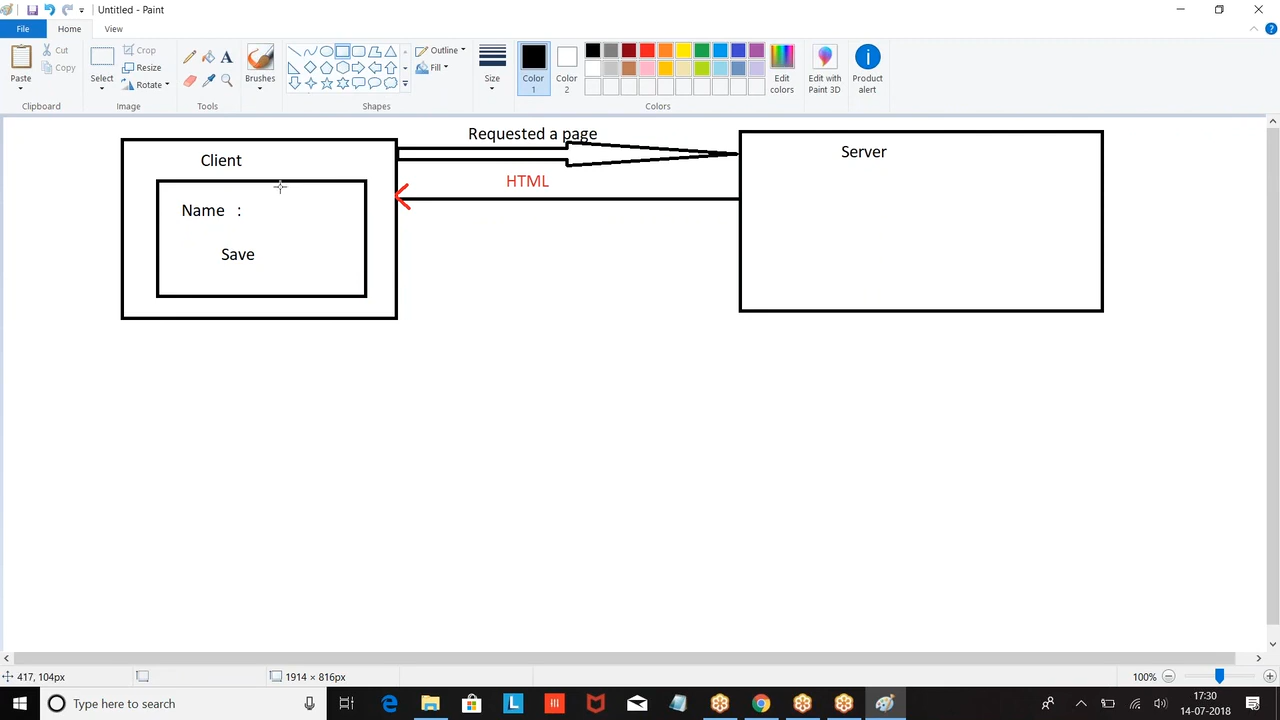 Untitled - Paint
File
Home
View
Paste
Cut
Copy
Clipboard
Select
Crop
Resize
Rotate
Image
Tools
Brushes
Outline
Fill
Shapes
Size
Color
1
Color
2
Edit
colors
Edit with
Paint 3D
Product
alert
Colors
Requested a page
Client
Server
HTML
Name :
Save
417, 104px
1914 × 816px
100%
Type here to search
17:30
14-07-2018